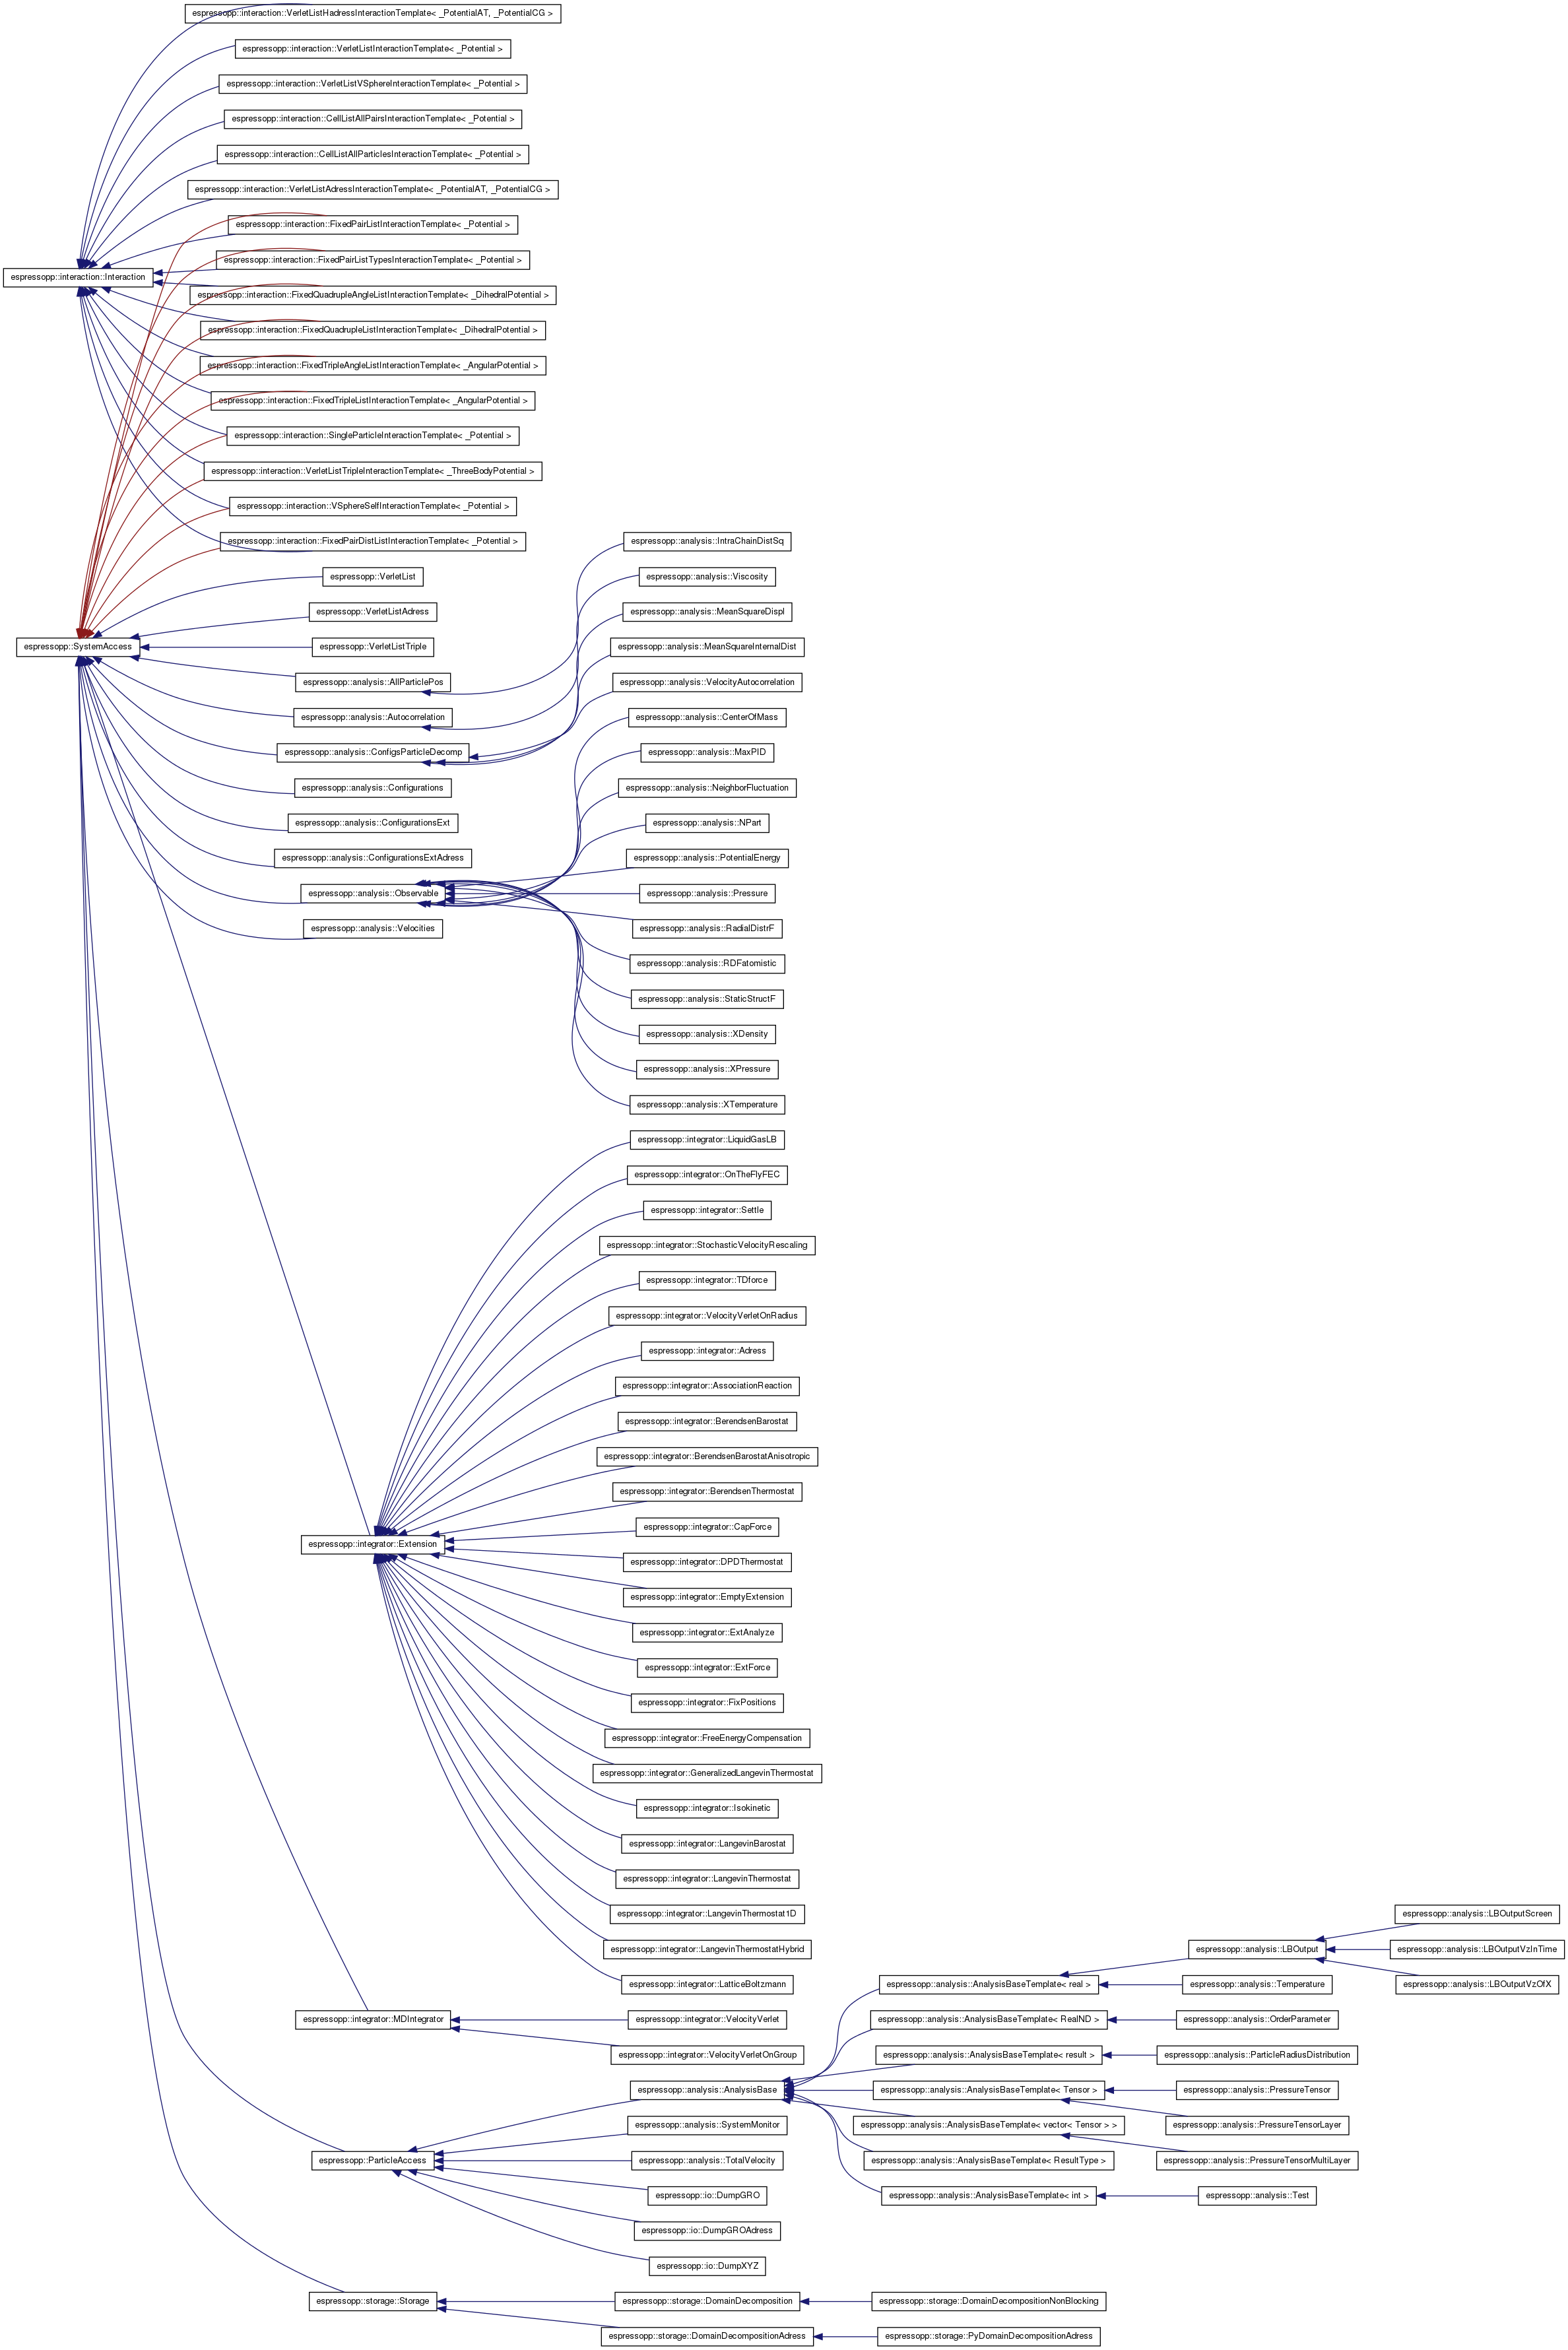 espressopp::interaction::VerletListHadressInteractionTemplate< _PotentialAT, _PotentialCG >
espressopp::interaction::VerletListInteractionTemplate< _Potential >
espressopp::interaction::VerletListVSphereInteractionTemplate< _Potential >
espressopp::interaction::CellListAllPairsInteractionTemplate< _Potential >
espressopp::interaction::CellListAllParticlesInteractionTemplate< _Potential >
espressopp::interaction::VerletListAdressInteractionTemplate< _PotentialAT, _PotentialCG >
espressopp::interaction::FixedPairListInteractionTemplate< _Potential >
espressopp::interaction::FixedPairListTypesInteractionTemplate< _Potential >
espressopp::interaction::Interaction
espressopp::interaction::FixedQuadrupleAngleListInteractionTemplate< _DihedralPotential >
espressopp::interaction::FixedQuadrupleListInteractionTemplate< _DihedralPotential >
espressopp::interaction::FixedTripleAngleListInteractionTemplate< _AngularPotential >
espressopp::interaction::FixedTripleListInteractionTemplate< _AngularPotential >
espressopp::interaction::SingleParticleInteractionTemplate< _Potential >
espressopp::interaction::VerletListTripleInteractionTemplate< _ThreeBodyPotential >
espressopp::interaction::VSphereSelfInteractionTemplate< _Potential >
espressopp::interaction::FixedPairDistListInteractionTemplate< _Potential >
espressopp::analysis::IntraChainDistSq
espressopp::VerletList
espressopp::analysis::Viscosity
espressopp::VerletListAdress
espressopp::analysis::MeanSquareDispl
espressopp::SystemAccess
espressopp::VerletListTriple
espressopp::analysis::MeanSquareInternalDist
espressopp::analysis::AllParticlePos
espressopp::analysis::VelocityAutocorrelation
espressopp::analysis::Autocorrelation
espressopp::analysis::CenterOfMass
espressopp::analysis::ConfigsParticleDecomp
espressopp::analysis::MaxPID
espressopp::analysis::Configurations
espressopp::analysis::NeighborFluctuation
espressopp::analysis::ConfigurationsExt
espressopp::analysis::NPart
espressopp::analysis::ConfigurationsExtAdress
espressopp::analysis::PotentialEnergy
espressopp::analysis::Observable
espressopp::analysis::Pressure
espressopp::analysis::Velocities
espressopp::analysis::RadialDistrF
espressopp::analysis::RDFatomistic
espressopp::analysis::StaticStructF
espressopp::analysis::XDensity
espressopp::analysis::XPressure
espressopp::analysis::XTemperature
espressopp::integrator::LiquidGasLB
espressopp::integrator::OnTheFlyFEC
espressopp::integrator::Settle
espressopp::integrator::StochasticVelocityRescaling
espressopp::integrator::TDforce
espressopp::integrator::VelocityVerletOnRadius
espressopp::integrator::Adress
espressopp::integrator::AssociationReaction
espressopp::integrator::BerendsenBarostat
espressopp::integrator::BerendsenBarostatAnisotropic
espressopp::integrator::BerendsenThermostat
espressopp::integrator::CapForce
espressopp::integrator::Extension
espressopp::integrator::DPDThermostat
espressopp::integrator::EmptyExtension
espressopp::integrator::ExtAnalyze
espressopp::integrator::ExtForce
espressopp::integrator::FixPositions
espressopp::integrator::FreeEnergyCompensation
espressopp::integrator::GeneralizedLangevinThermostat
espressopp::integrator::Isokinetic
espressopp::integrator::LangevinBarostat
espressopp::integrator::LangevinThermostat
espressopp::integrator::LangevinThermostat1D
espressopp::analysis::LBOutputScreen
espressopp::integrator::LangevinThermostatHybrid
espressopp::analysis::LBOutput
espressopp::analysis::LBOutputVzInTime
espressopp::integrator::LatticeBoltzmann
espressopp::analysis::AnalysisBaseTemplate< real >
espressopp::analysis::Temperature
espressopp::analysis::LBOutputVzOfX
espressopp::integrator::MDIntegrator
espressopp::integrator::VelocityVerlet
espressopp::analysis::AnalysisBaseTemplate< RealND >
espressopp::analysis::OrderParameter
espressopp::integrator::VelocityVerletOnGroup
espressopp::analysis::AnalysisBaseTemplate< result >
espressopp::analysis::ParticleRadiusDistribution
espressopp::analysis::AnalysisBase
espressopp::analysis::AnalysisBaseTemplate< Tensor >
espressopp::analysis::PressureTensor
espressopp::analysis::SystemMonitor
espressopp::analysis::AnalysisBaseTemplate< vector< Tensor > >
espressopp::analysis::PressureTensorLayer
espressopp::ParticleAccess
espressopp::analysis::TotalVelocity
espressopp::analysis::AnalysisBaseTemplate< ResultType >
espressopp::analysis::PressureTensorMultiLayer
espressopp::io::DumpGRO
espressopp::analysis::AnalysisBaseTemplate< int >
espressopp::analysis::Test
espressopp::io::DumpGROAdress
espressopp::io::DumpXYZ
espressopp::storage::Storage
espressopp::storage::DomainDecomposition
espressopp::storage::DomainDecompositionNonBlocking
espressopp::storage::DomainDecompositionAdress
espressopp::storage::PyDomainDecompositionAdress